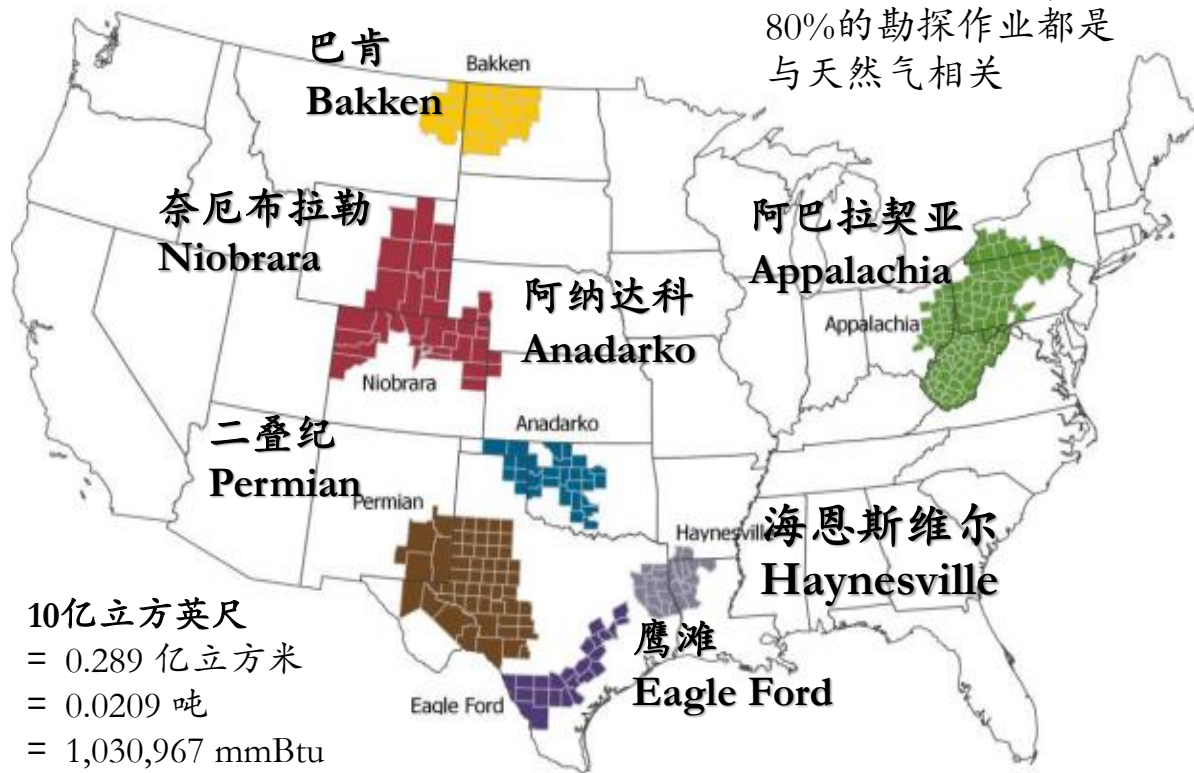 80%的勘探作业都是
与天然气相关
巴肯
Bakken
Bakken
奈厄布拉勒
Niobrara
阿巴拉契亚
Appalachia
阿纳达科
Anadarko
Appalachia
Niobrara
Anadarko
二叠纪
Permian
Permian
Haynesville
海恩斯维尔
Haynesville
10亿立方英尺
= 0.289 亿立方米
= 0.0209 吨
= 1,030,967 mmBtu
鹰滩
Eagle Ford
Eagle Ford